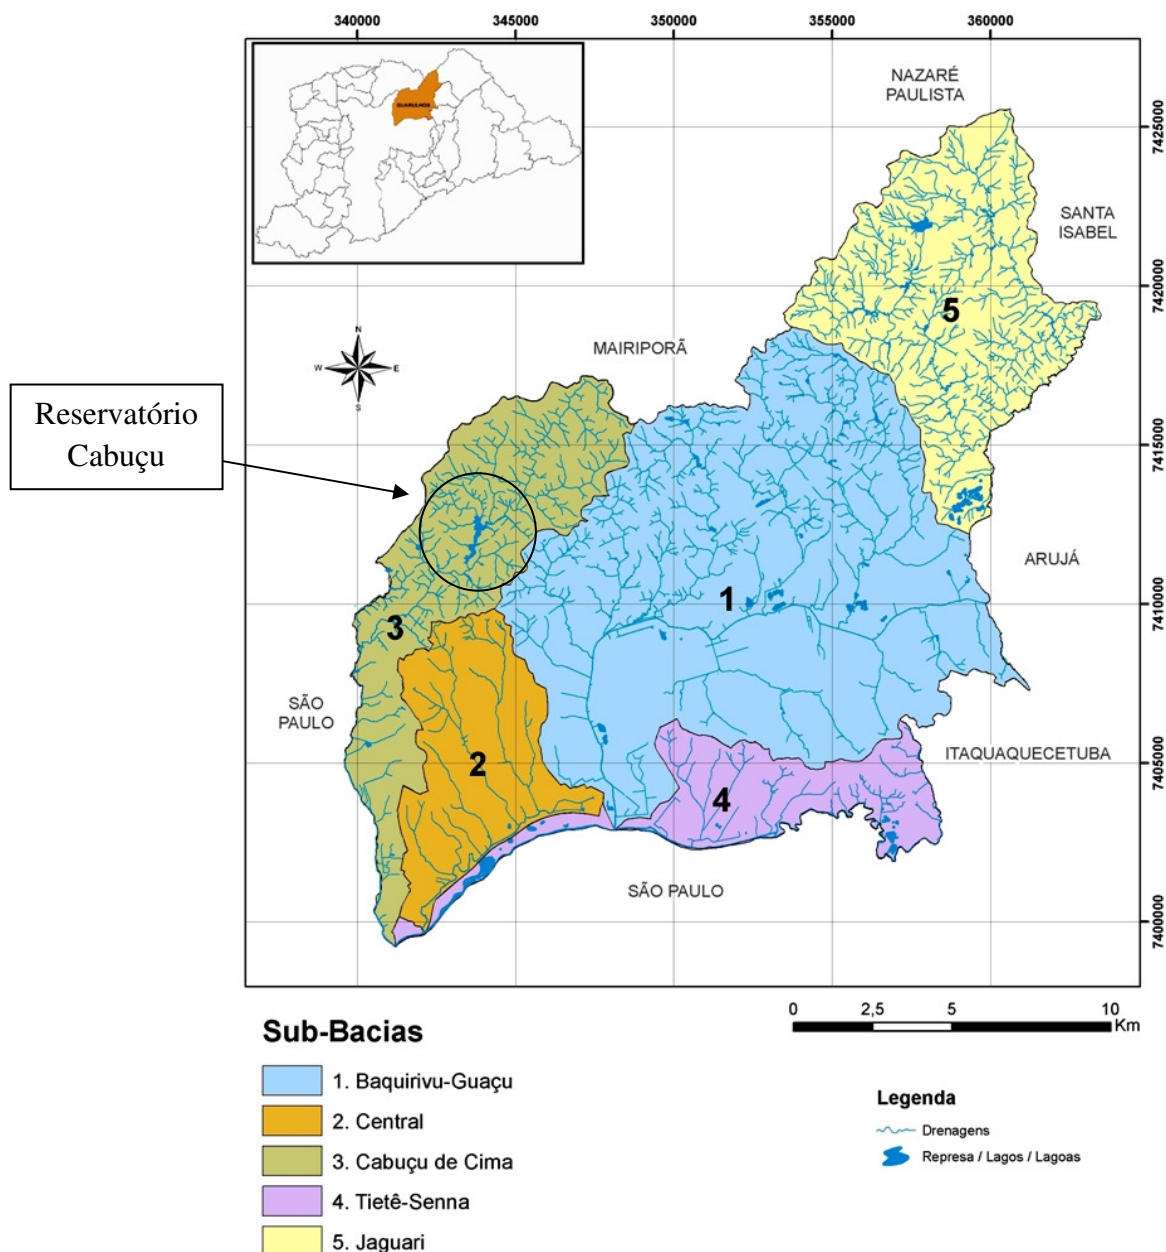 340000
345000
350000
355000
360000
GUARULHOS
NAZARÉ
PAULISTA
7425000
SANTA
ISABEL
7420000
5
N
W
E
S
MAIRIPORÃ
Reservatório
Cabuçu
7415000
ARUJÁ
1
7410000
3
SÃO
PAULO
2
ITAQUAQUECETUBA
7405000
4
SÃO PAULO
7400000
0
2,5
5
10
Km
Sub-Bacias
1. Baquirivu-Guaçu
2. Central
3. Cabuçu de Cima
4. Tietê-Senna
5. Jaguari
Legenda
Drenagens
Represa / Lagos / Lagoas